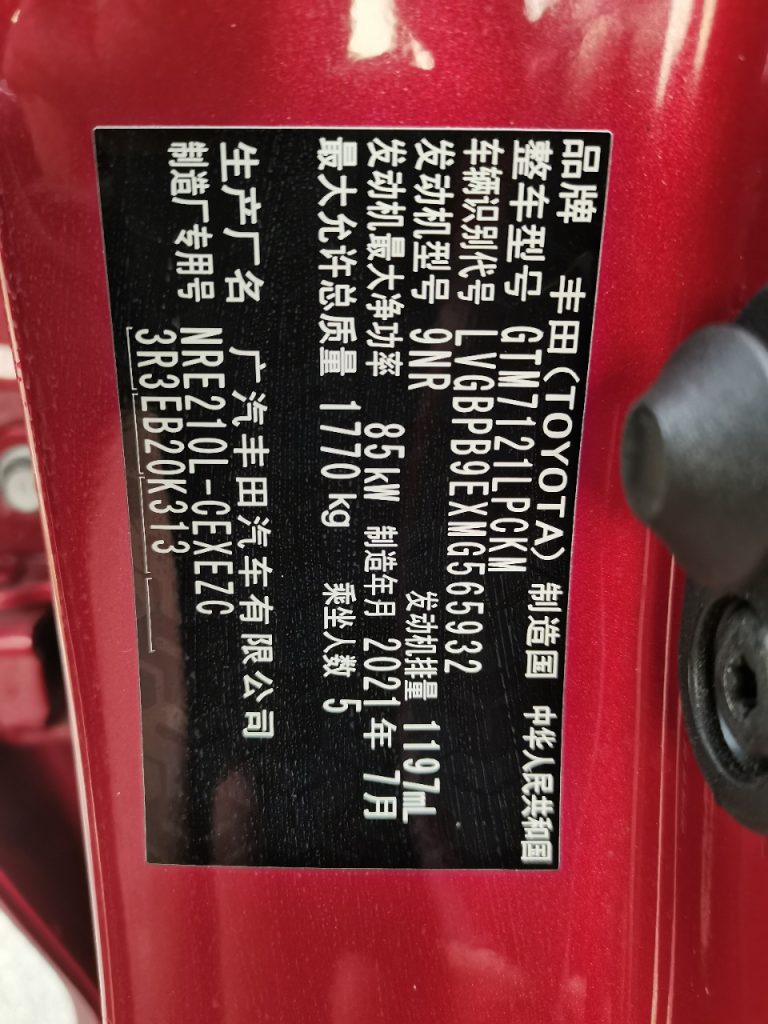 品牌 丰田(TOYOTA) 制造国 中华人民共和国
整车型号 GTM7121LPCKM
车辆识别代号 LVGBPB9EXMG565932
发动机型号 9NR 发动机排量 1197mL
发动机最大净功率 85kW 制造年月 2021年 7月
最大允许总质量 1770kg 乘坐人数 5
生产厂名 广汽丰田汽车有限公司
制造厂专用号 NRE210L-CEXEZC
3R3EB20K313